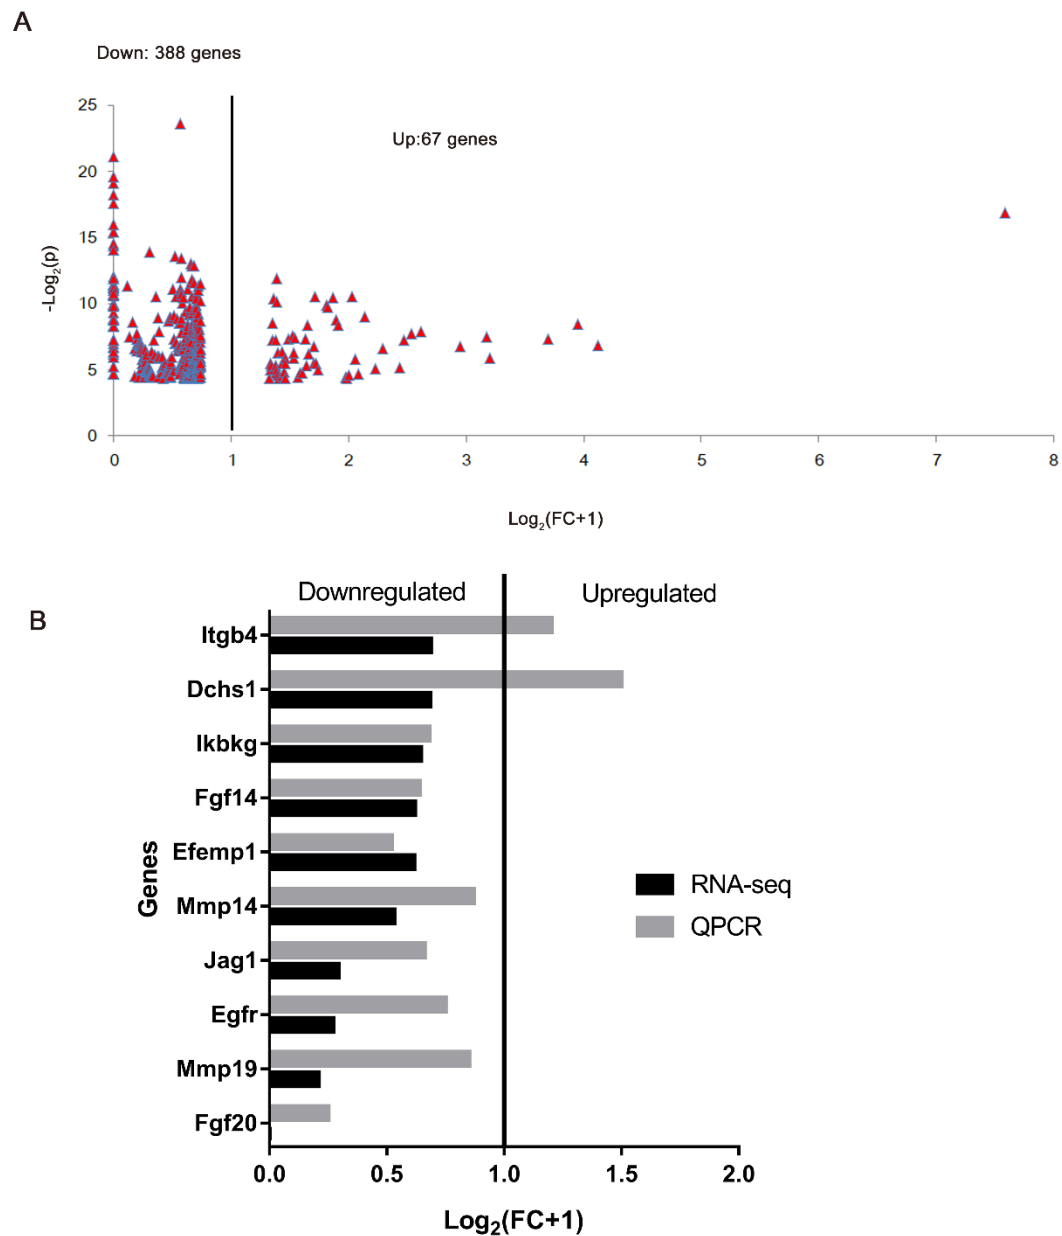 A
Down: 388 genes
Up:67 genes
-Log2(p)
25
20
15
10
5
0
0 1 2 3 4 5 6 7 8
Log2(FC+1)
B
Downregulated Upregulated
Genes
Itgb4
Dchs1
Ikbkg
Fgf14
Efemp1
Mmp14
Jag1
Egfr
Mmp19
Fgf20
RNA-seq
QPCR
0.0 0.5 1.0 1.5 2.0
Log2(FC+1)